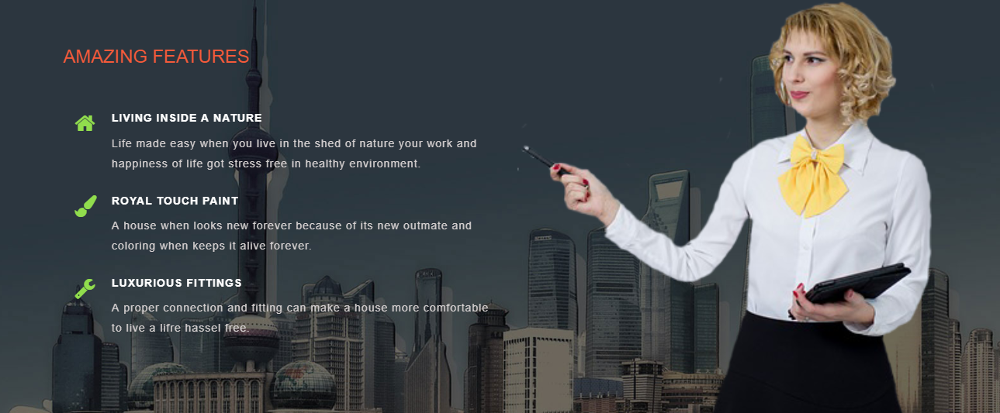 AMAZING FEATURES
LIVING INSIDE A NATURE
Life made easy when you live in the shed of nature your work and
happiness of life got stress free in healthy environment.
ROYAL TOUCH PAINT
A house when looks new forever because of its new outmate and
coloring when keeps it alive forever.
LUXURIOUS FITTINGS
A proper connection and fitting can make a house more comfortable
to live a lifre hassel free.